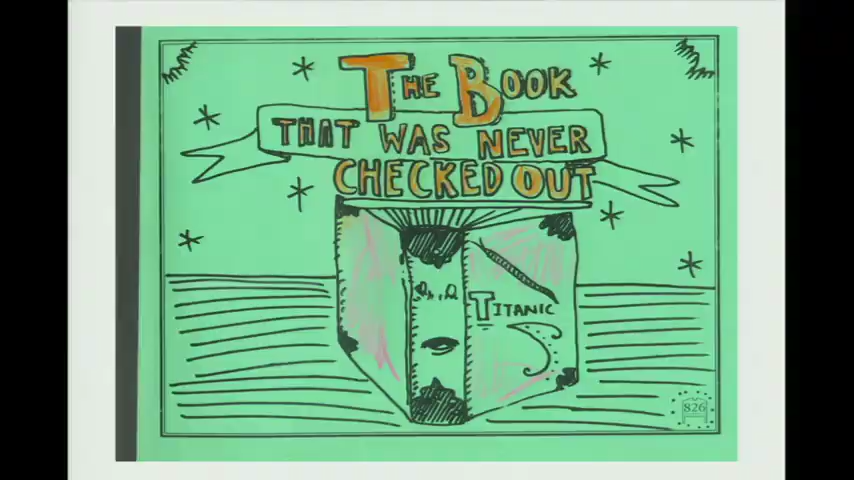 THE BOOK
THAT WAS NEVER
CHECKED OUT
TITANIC
826